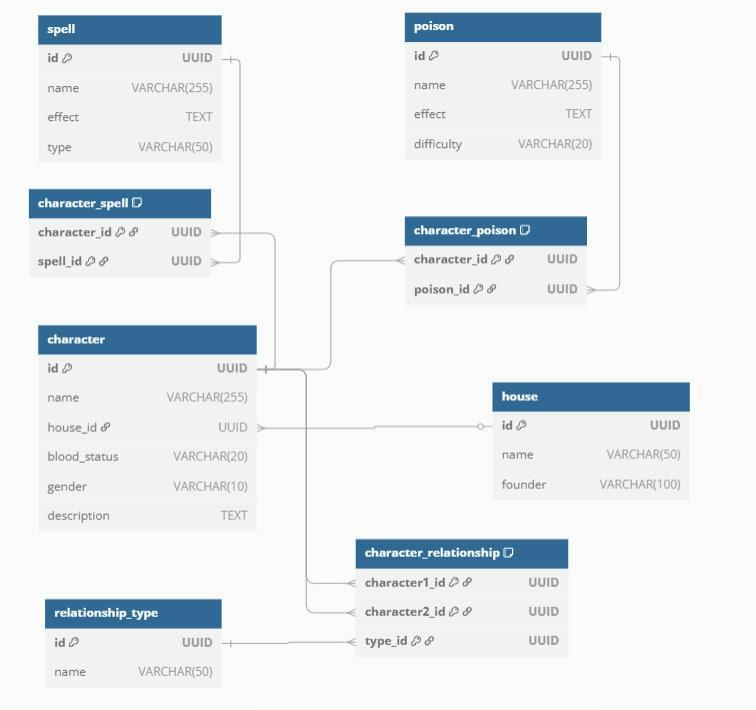 spell
id UUID
name VARCHAR(255)
effect TEXT
type VARCHAR(50)
poison
id UUID
name VARCHAR(255)
effect TEXT
difficulty VARCHAR(20)
character_spell
character_id UUID
spell_id UUID
character_poison
character_id UUID
poison_id UUID
character
id UUID
name VARCHAR(255)
house_id UUID
blood_status VARCHAR(20)
gender VARCHAR(10)
description TEXT
house
id UUID
name VARCHAR(50)
founder VARCHAR(100)
character_relationship
character1_id UUID
character2_id UUID
type_id UUID
relationship_type
id UUID
name VARCHAR(50)